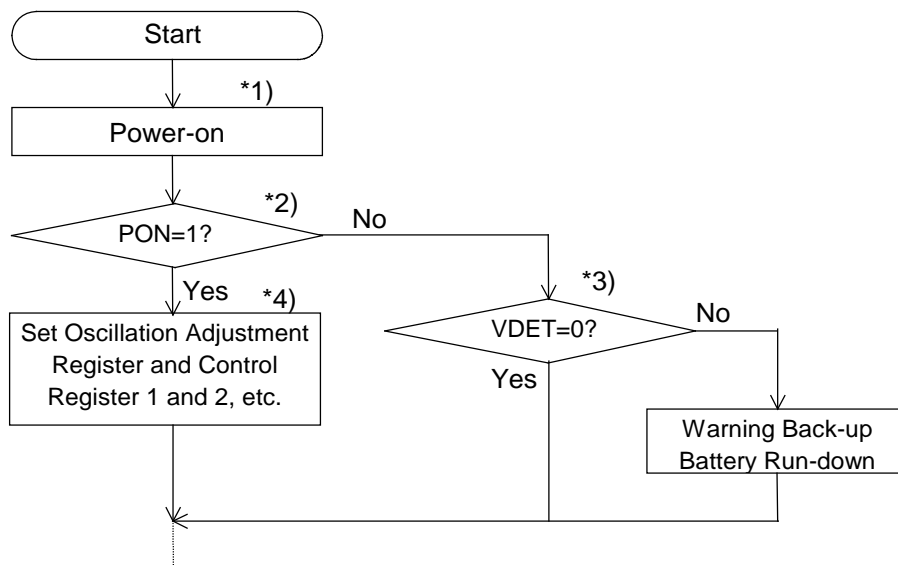 Start
*1)
Power-on
*2)
No
PON=1?
*3)
Yes
*4)
No
VDET=0?
Set Oscillation Adjustment
Register and Control
Register 1 and 2, etc.
Yes
Warning Back-up
Battery Run-down